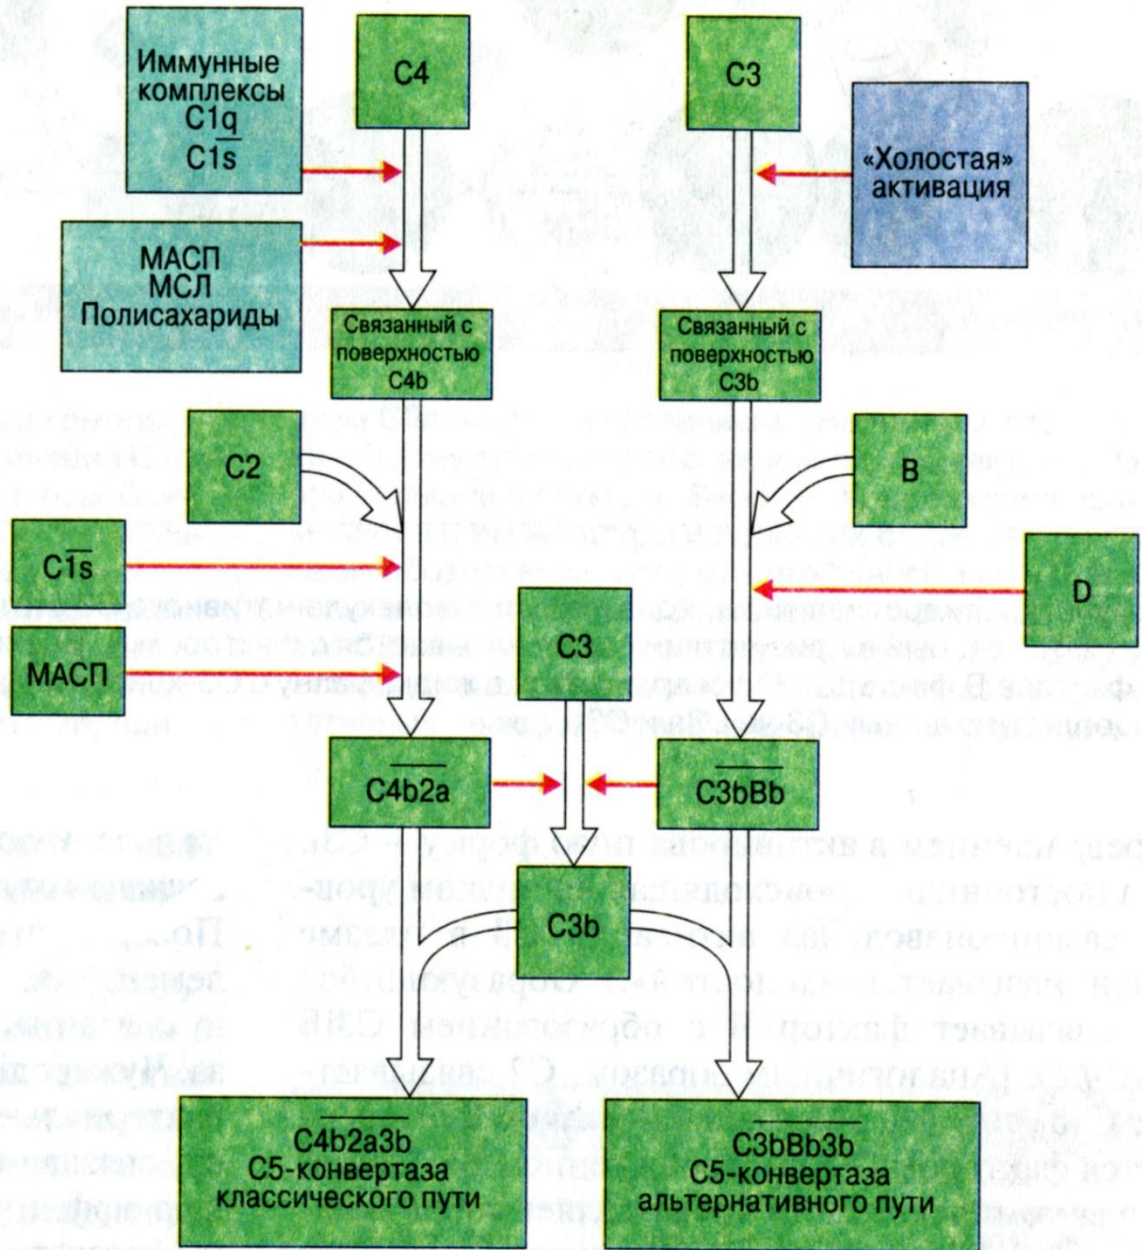 Иммунные
комплексы
C1q
C1s
C4
C3
«Холостая»
активация
МАСП
МСЛ
Полисахариды
Связанный с
поверхностью
C4b
Связанный с
поверхностью
C3b
C2
B
C1s
D
C3
МАСП
C4b2a
C3bBb
C3b
C4b2a3b
C5-конвертаза
классического пути
C3bBb3b
C5-конвертаза
альтернативного пути